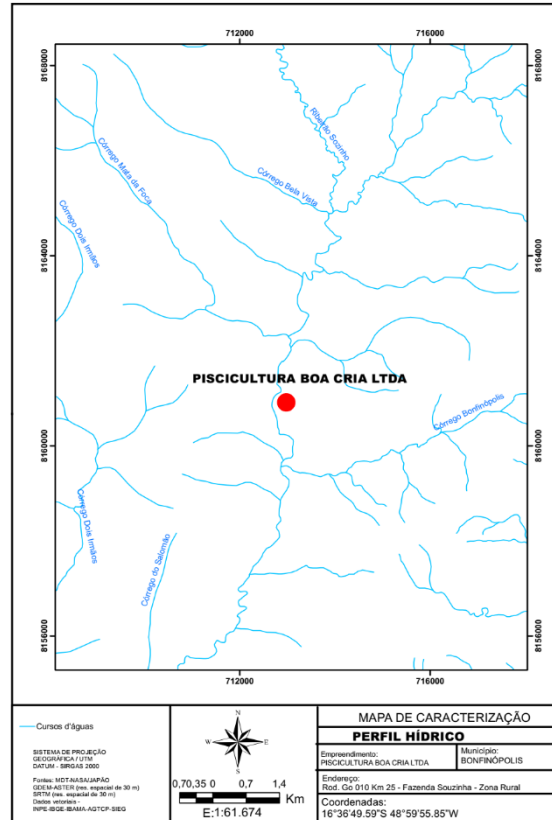 712000
716000
8168000
8168000
Ribeirão Sozinho
Córrego Mata da Foca
Córrego Bela Vista
Córrego Dois Irmãos
8164000
8164000
PISCICULTURA BOA CRIA LTDA
Córrego Bonfinópolis
8160000
8160000
Córrego Dois Irmãos
Córrego do Salomão
8156000
8156000
712000
716000
Cursos d'águas
SISTEMA DE PROJEÇÃO
GEOGRÁFICA / UTM
DATUM - SIRGAS 2000
Fontes: MDT-NASA/JAPÃO
GDEM-ASTER (res. espacial de 30 m)
SRTM (res. espacial de 30 m)
Dados vetoriais -
INPE-IBGE-IBAMA-AGTCP-SIEG
N
W
E
S
0,70,35 0 0,7 1,4
Km
E:1:61.674
MAPA DE CARACTERIZAÇÃO
PERFIL HÍDRICO
Empreendimento:
PISCICULTURA BOA CRIA LTDA
Município:
BONFINÓPOLIS
Endereço:
Rod. Go 010 Km 25 - Fazenda Souzinha - Zona Rural
Coordenadas:
16°36'49.59"S 48°59'55.85"W